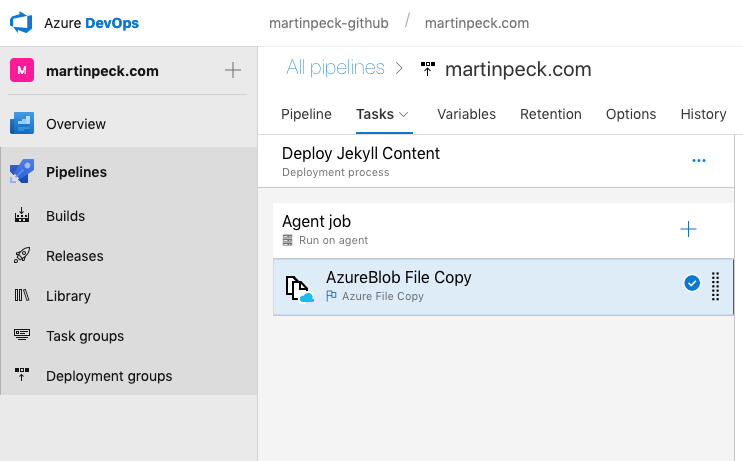 Azure DevOps
martinpeck-github / martinpeck.com
M martinpeck.com
All pipelines > martinpeck.com
Pipeline Tasks Variables Retention Options History
Overview
Pipelines
Builds
Releases
Library
Task groups
Deployment groups
Deploy Jekyll Content
Deployment process
Agent job
Run on agent
AzureBlob File Copy
Azure File Copy